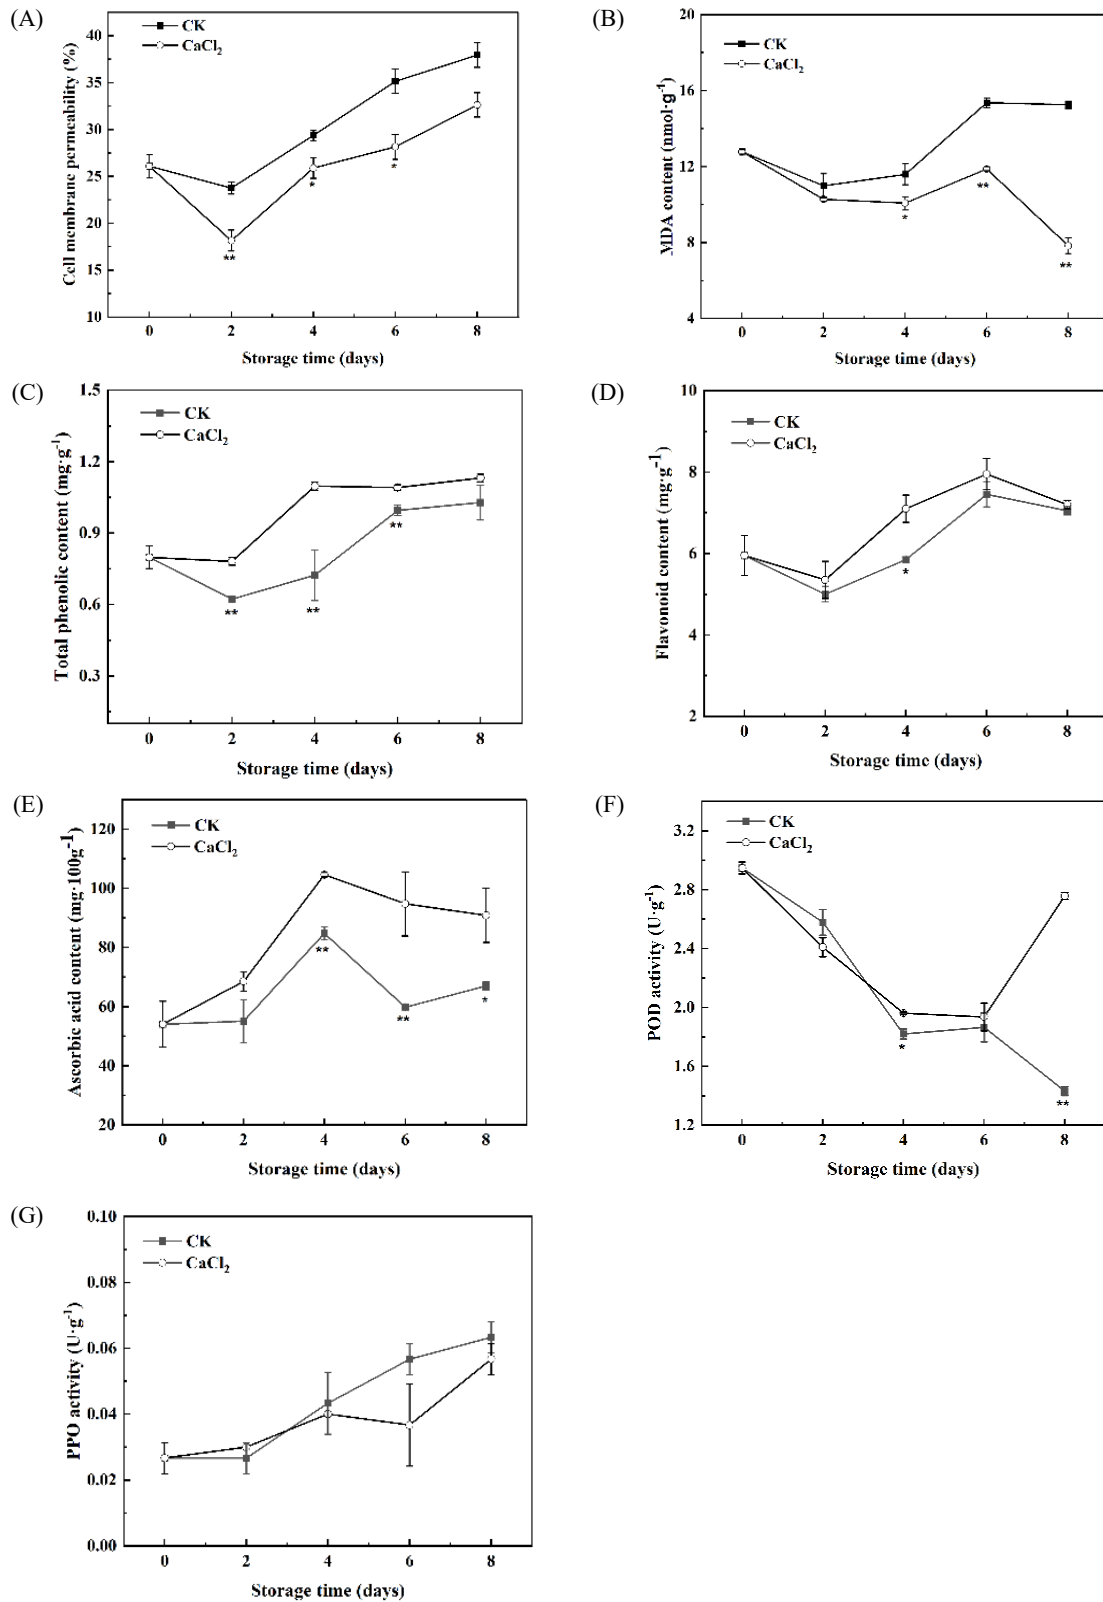 (A)
CK
CaCl₂
Cell membrane permeability (%)
40
35
30
25
20
15
10
0 2 4 6 8
** * *
Storage time (days)
(B)
CK
CaCl₂
MDA content (nmol·g⁻¹)
20
16
12
8
4
0 2 4 6 8
* ** **
Storage time (days)
(C)
CK
CaCl₂
Total phenolic content (mg·g⁻¹)
1.5
1.2
0.9
0.6
0.3
0 2 4 6 8
** ** **
Storage time (days)
(D)
CK
CaCl₂
Flavonoid content (mg·g⁻¹)
10
8
6
4
2
0 2 4 6 8
*
Storage time (days)
(E)
CK
CaCl₂
Ascorbic acid content (mg·100g⁻¹)
120
100
80
60
40
20
0 2 4 6 8
** ** *
Storage time (days)
(F)
CK
CaCl₂
POD activity (U·g⁻¹)
3.2
2.8
2.4
2.0
1.6
1.2
0 2 4 6 8
* **
Storage time (days)
(G)
CK
CaCl₂
PPO activity (U·g⁻¹)
0.10
0.08
0.06
0.04
0.02
0.00
0 2 4 6 8
Storage time (days)